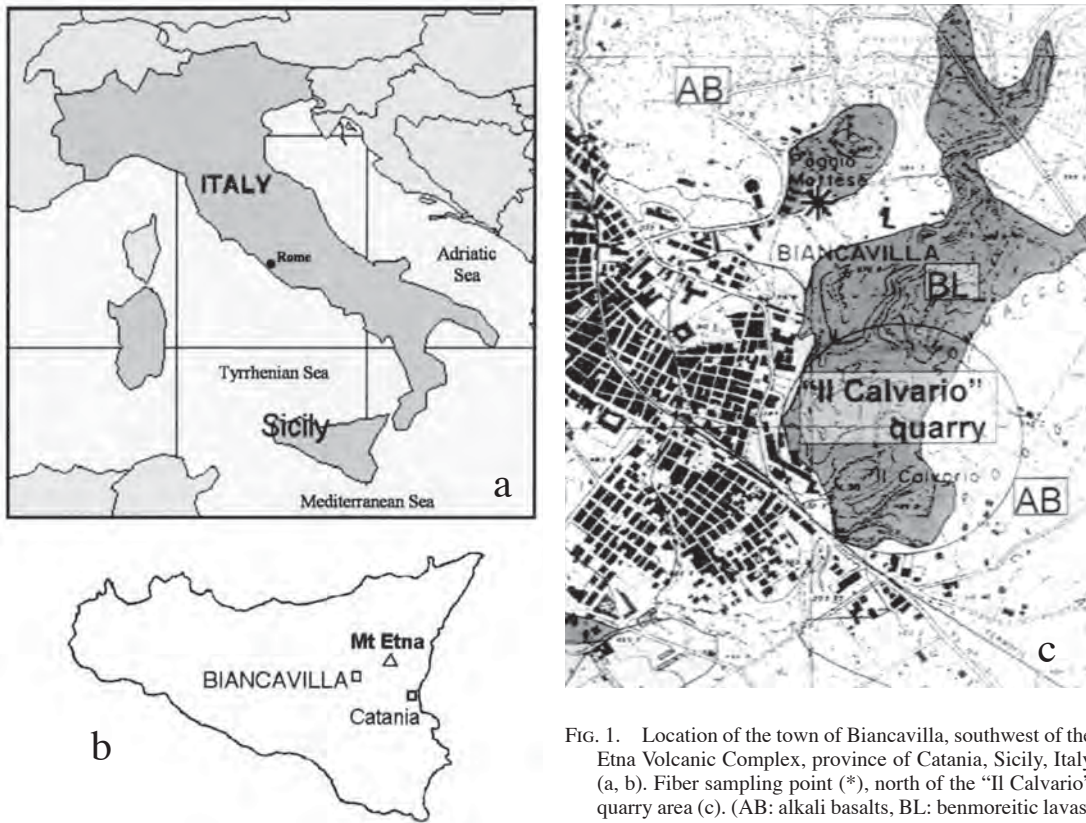 ITALY
Rome
Adriatic
Sea
Tyrrhenian Sea
Sicily
Mediterranean Sea
a
Mt Etna
BIANCAVILLA
Catania
b
AB
Poggio
Mottese
*
BIANCAVILLA
BL
"Il Calvario"
quarry
Il Calvario
AB
c
FIG. 1. Location of the town of Biancavilla, southwest of the
Etna Volcanic Complex, province of Catania, Sicily, Italy
(a, b). Fiber sampling point (*), north of the “Il Calvario”
quarry area (c). (AB: alkali basalts, BL: benmoreitic lavas